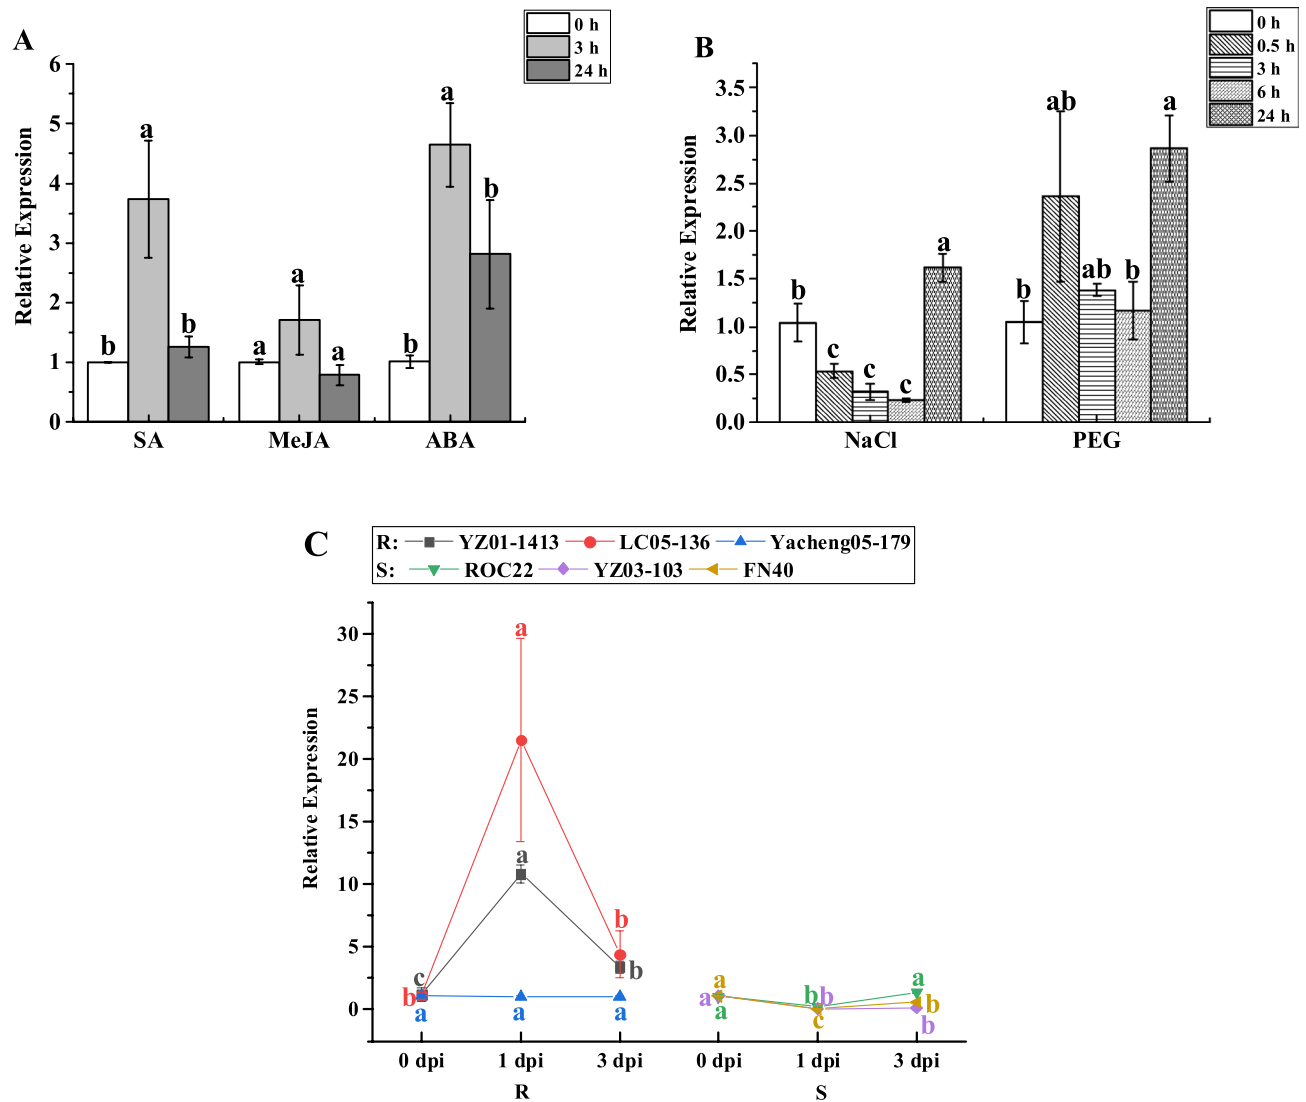 A
0 h
3 h
24 h
Relative Expression
6
5
4
3
2
1
0
b
a
b
a
a
a
b
a
b
SA
MeJA
ABA
B
0 h
0.5 h
3 h
6 h
24 h
Relative Expression
3.5
3.0
2.5
2.0
1.5
1.0
0.5
0.0
b
c
c
c
a
b
ab
ab
b
a
NaCl
PEG
C
R: YZ01-1413 LC05-136 Yacheng05-179
S: ROC22 YZ03-103 FN40
Relative Expression
30
25
20
15
10
5
0
c
b
a
a
a
a
b
b
a
a
a
a
b
b
c
a
b
b
0 dpi 1 dpi 3 dpi 0 dpi 1 dpi 3 dpi
R S